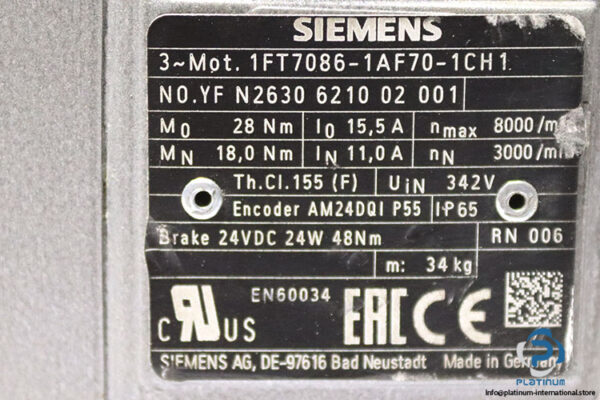 SIEMENS
3~Mot. 1FT7086-1AF70-1CH1
NO.YF N2630 6210 02 001
M0 28 Nm I0 15,5 A nmax 8000/m
MN 18,0 Nm IN 11,0 A nN 3000/min
Th.Cl.155 (F) UiN 342V
Encoder AM24DQI P55 IP65
Brake 24VDC 24W 48Nm RN 006
m: 34 kg
EN60034
c RU US EAC CE
SIEMENS AG, DE-97616 Bad Neustadt Made in Germany
PLATINUM
info@platinum-international.store